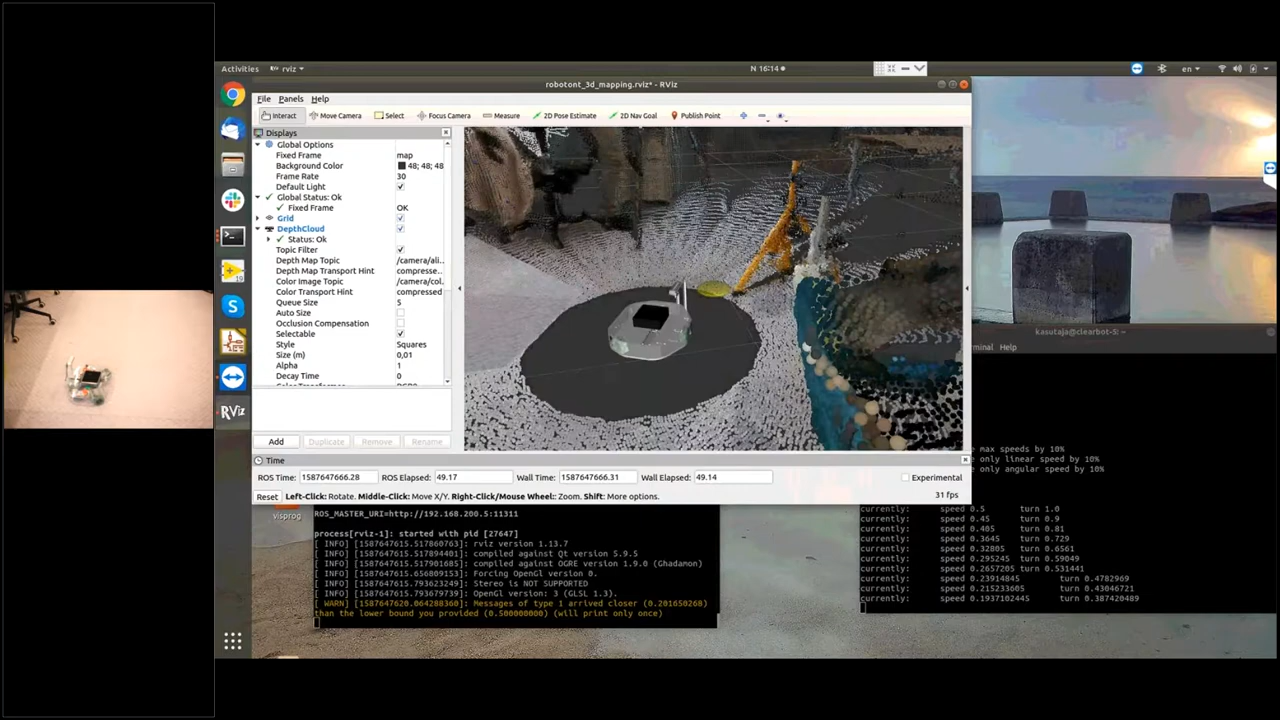 Activities
rviz
N 16:14
en
robotont_3d_mapping.rviz* - RViz
File Panels Help
Interact Move Camera Select Focus Camera Measure 2D Pose Estimate 2D Nav Goal Publish Point
Displays
Global Options
Fixed Frame map
Background Color 48; 48; 48
Frame Rate 30
Default Light
Global Status: Ok
Fixed Frame OK
Grid
DepthCloud
Status: Ok
Topic Filter
Depth Map Topic /camera/ali...
Depth Map Transport Hint compresse...
Color Image Topic /camera/col...
Color Transport Hint compressed
Queue Size 5
Auto Size
Occlusion Compensation
Selectable
Style Squares
Size (m) 0,01
Alpha 1
Decay Time 0
Add Duplicate Remove Rename
Time
ROS Time: 1587647666.28 ROS Elapsed: 49.17 Wall Time: 1587647666.31 Wall Elapsed: 49.14 Experimental
Reset Left-Click: Rotate. Middle-Click: Move X/Y. Right-Click/Mouse Wheel:: Zoom. Shift: More options. 31 fps
RViz
visprog
ROS_MASTER_URI=http://192.168.200.5:11311
process[rviz-1]: started with pid [27647]
[ INFO] [1587647615.517860763]: rviz version 1.13.7
[ INFO] [1587647615.517894401]: compiled against Qt version 5.9.5
[ INFO] [1587647615.517901685]: compiled against OGRE version 1.9.0 (Ghadamon)
[ INFO] [1587647615.656809153]: Forcing OpenGl version 0.
[ INFO] [1587647615.793623249]: Stereo is NOT SUPPORTED
[ INFO] [1587647615.793679739]: OpenGl version: 3 (GLSL 1.3).
[ WARN] [1587647620.064288360]: Messages of type 1 arrived closer (0.201650268)
than the lower bound you provided (0.500000000) (will print only once)
kasutaja@clearbot-5: ~
minal Help
e max speeds by 10%
e only linear speed by 10%
e only angular speed by 10%
currently: speed 0.5 turn 1.0
currently: speed 0.45 turn 0.9
currently: speed 0.405 turn 0.81
currently: speed 0.3645 turn 0.729
currently: speed 0.32805 turn 0.6561
currently: speed 0.295245 turn 0.59049
currently: speed 0.2657205 turn 0.531441
currently: speed 0.23914845 turn 0.4782969
currently: speed 0.215233605 turn 0.43046721
currently: speed 0.1937102445 turn 0.387420489